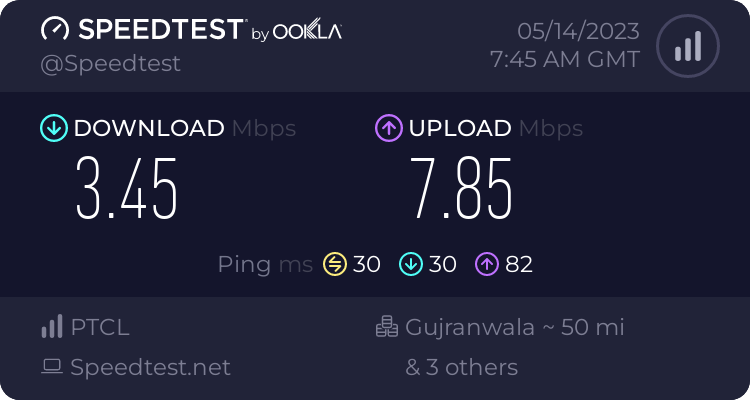 SPEEDTEST by OOKLA
@Speedtest
05/14/2023
7:45 AM GMT
DOWNLOAD Mbps
3.45
UPLOAD Mbps
7.85
Ping ms 30 30 82
PTCL
Speedtest.net
Gujranwala ~ 50 mi
& 3 others